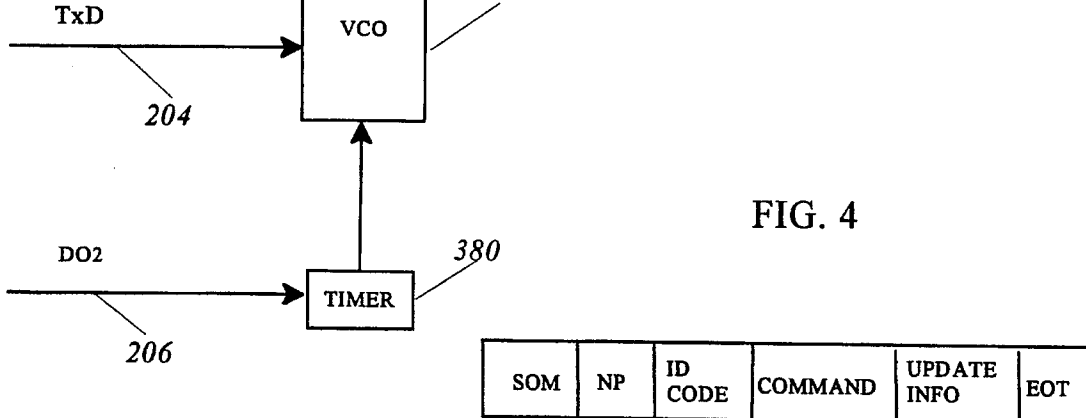 TxD
VCO
204
FIG. 4
DO2
380
TIMER
206
SOM
NP
ID
CODE
COMMAND
UPDATE
INFO
EOT